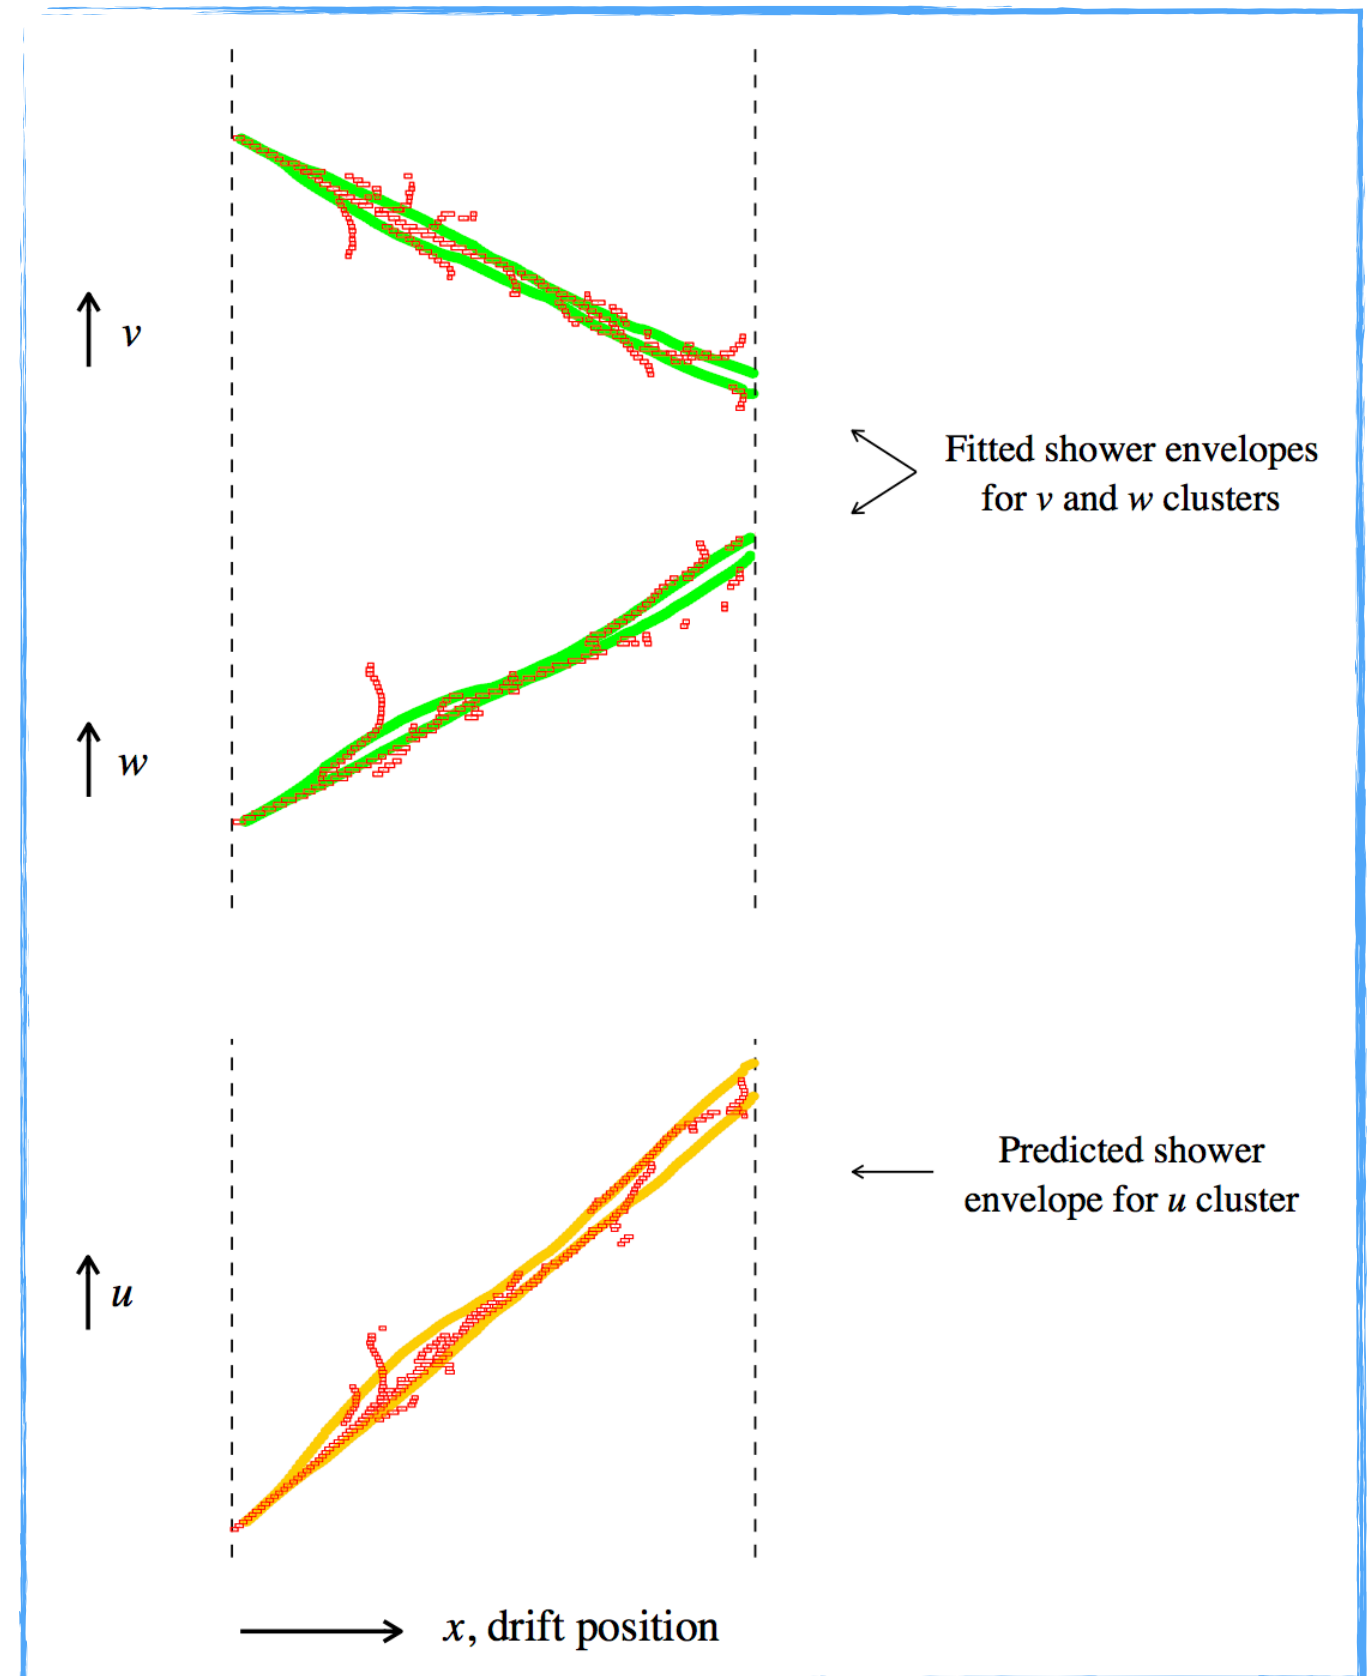 v
Fitted shower envelopes
for v and w clusters
w
Predicted shower
envelope for u cluster
u
x, drift position